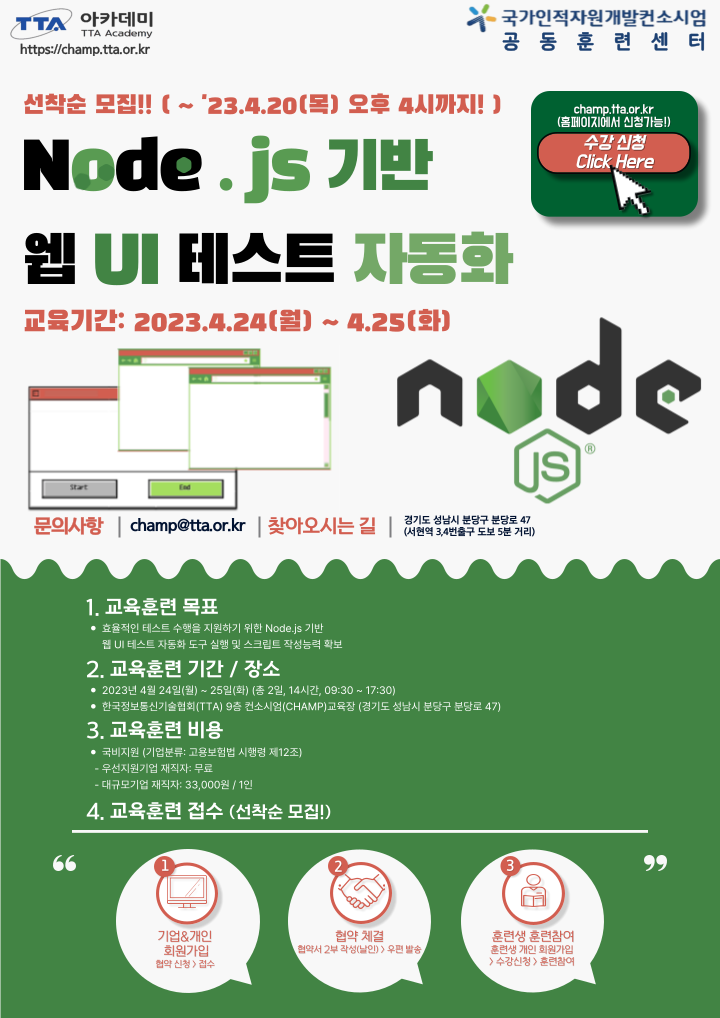 TTA 아카데미
TTA Academy
https://champ.tta.or.kr
국가인적자원개발컨소시엄
공동훈련센터
선착순 모집!! ( ~ '23.4.20(목) 오후 4시까지! )
champ.tta.or.kr
(홈페이지에서 신청가능!)
수강 신청
Click Here
Node.js 기반
웹 UI 테스트 자동화
교육기간: 2023.4.24(월) ~ 4.25(화)
Start
End
node
JS®
문의사항 | champ@tta.or.kr | 찾아오시는 길 | 경기도 성남시 분당구 분당로 47
(서현역 3,4번출구 도보 5분 거리)
1. 교육훈련 목표
• 효율적인 테스트 수행을 지원하기 위한 Node.js 기반
웹 UI 테스트 자동화 도구 실행 및 스크립트 작성능력 확보
2. 교육훈련 기간 / 장소
• 2023년 4월 24일(월) ~ 25일(화) (총 2일, 14시간, 09:30 ~ 17:30)
• 한국정보통신기술협회(TTA) 9층 컨소시엄(CHAMP)교육장 (경기도 성남시 분당구 분당로 47)
3. 교육훈련 비용
• 국비지원 (기업분류: 고용보험법 시행령 제12조)
- 우선지원기업 재직자: 무료
- 대규모기업 재직자: 33,000원 / 1인
4. 교육훈련 접수 (선착순 모집!)
“ ”
1
기업&개인
회원가입
협약 신청 > 접수
2
협약 체결
협약서 2부 작성(날인) > 우편 발송
3
훈련생 훈련참여
훈련생 개인 회원가입
> 수강신청 > 훈련참여